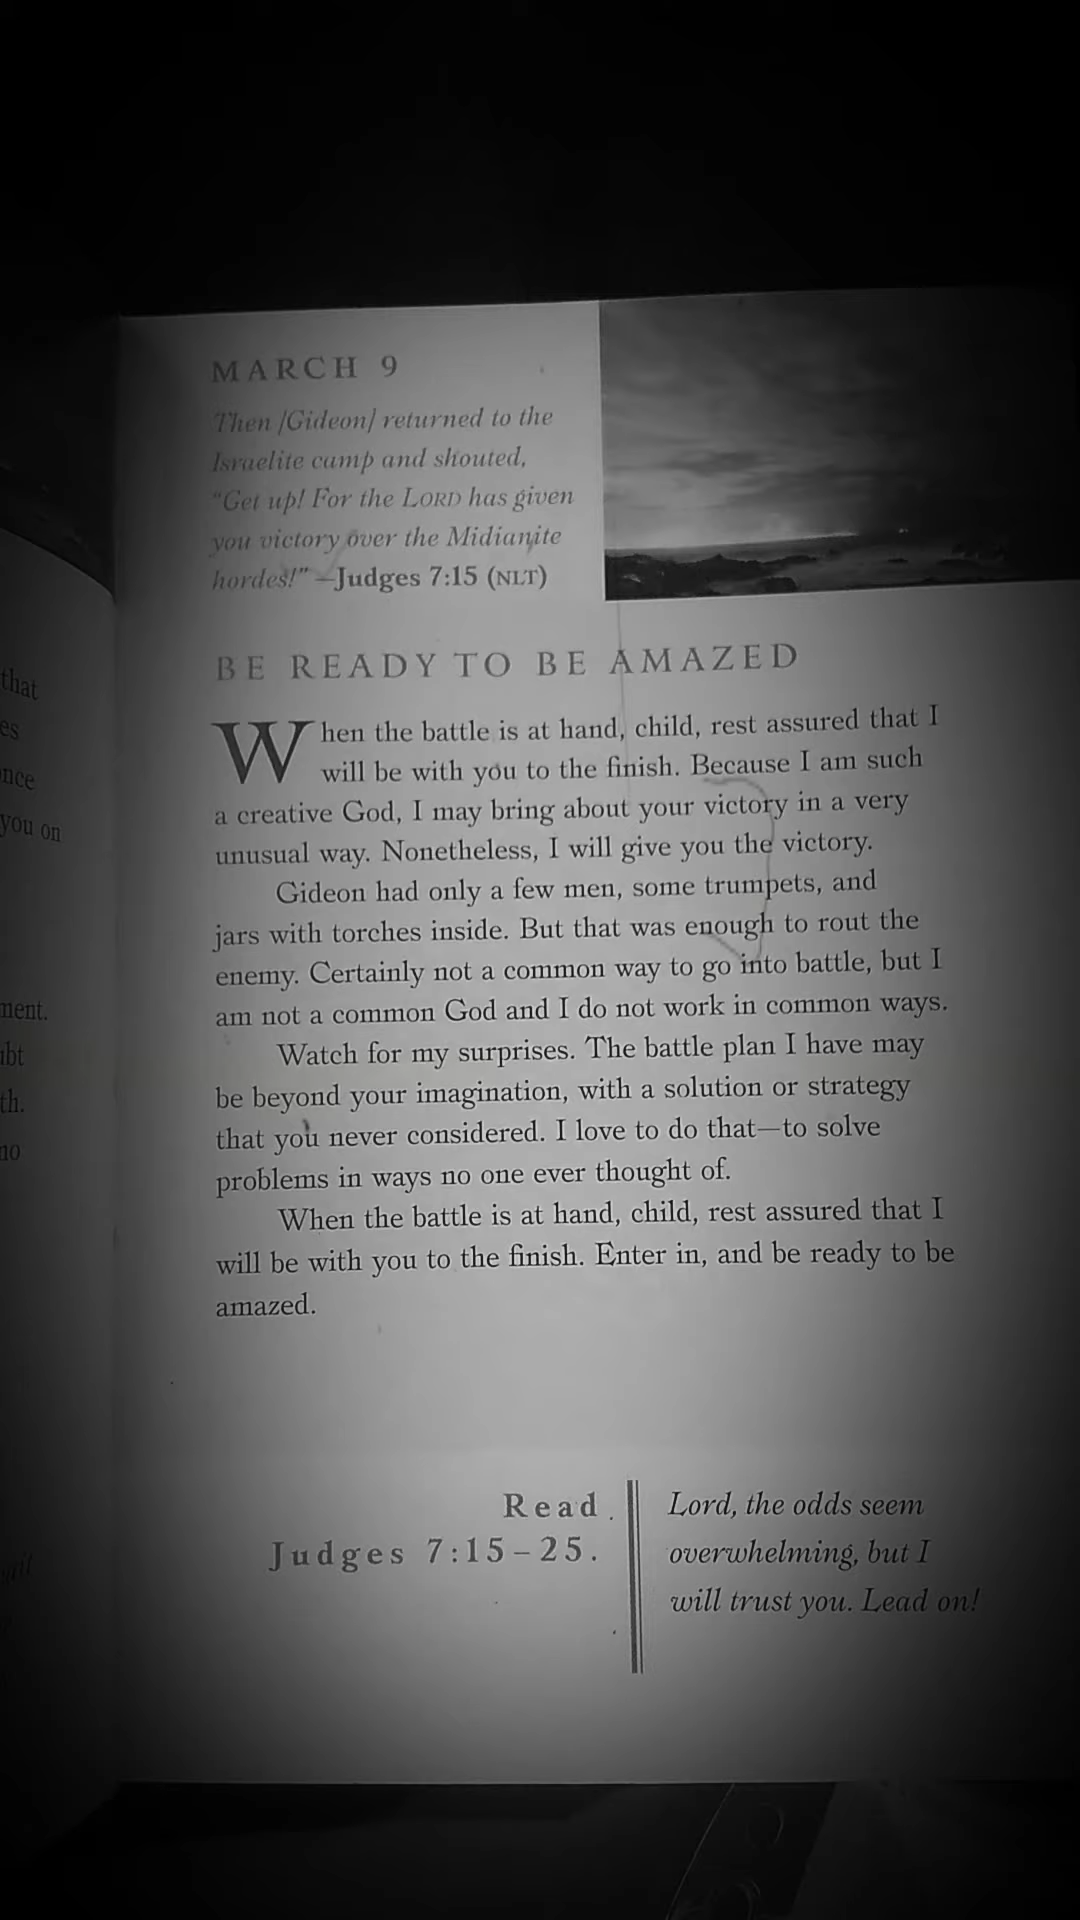 MARCH 9
Then [Gideon] returned to the
Israelite camp and shouted,
"Get up! For the LORD has given
you victory over the Midianite
hordes!" —Judges 7:15 (NLT)
BE READY TO BE AMAZED
When the battle is at hand, child, rest assured that I
will be with you to the finish. Because I am such
a creative God, I may bring about your victory in a very
unusual way. Nonetheless, I will give you the victory.
Gideon had only a few men, some trumpets, and
jars with torches inside. But that was enough to rout the
enemy. Certainly not a common way to go into battle, but I
am not a common God and I do not work in common ways.
Watch for my surprises. The battle plan I have may
be beyond your imagination, with a solution or strategy
that you never considered. I love to do that—to solve
problems in ways no one ever thought of.
When the battle is at hand, child, rest assured that I
will be with you to the finish. Enter in, and be ready to be
amazed.
Read
Judges 7:15–25.
Lord, the odds seem
overwhelming, but I
will trust you. Lead on!
that
you on